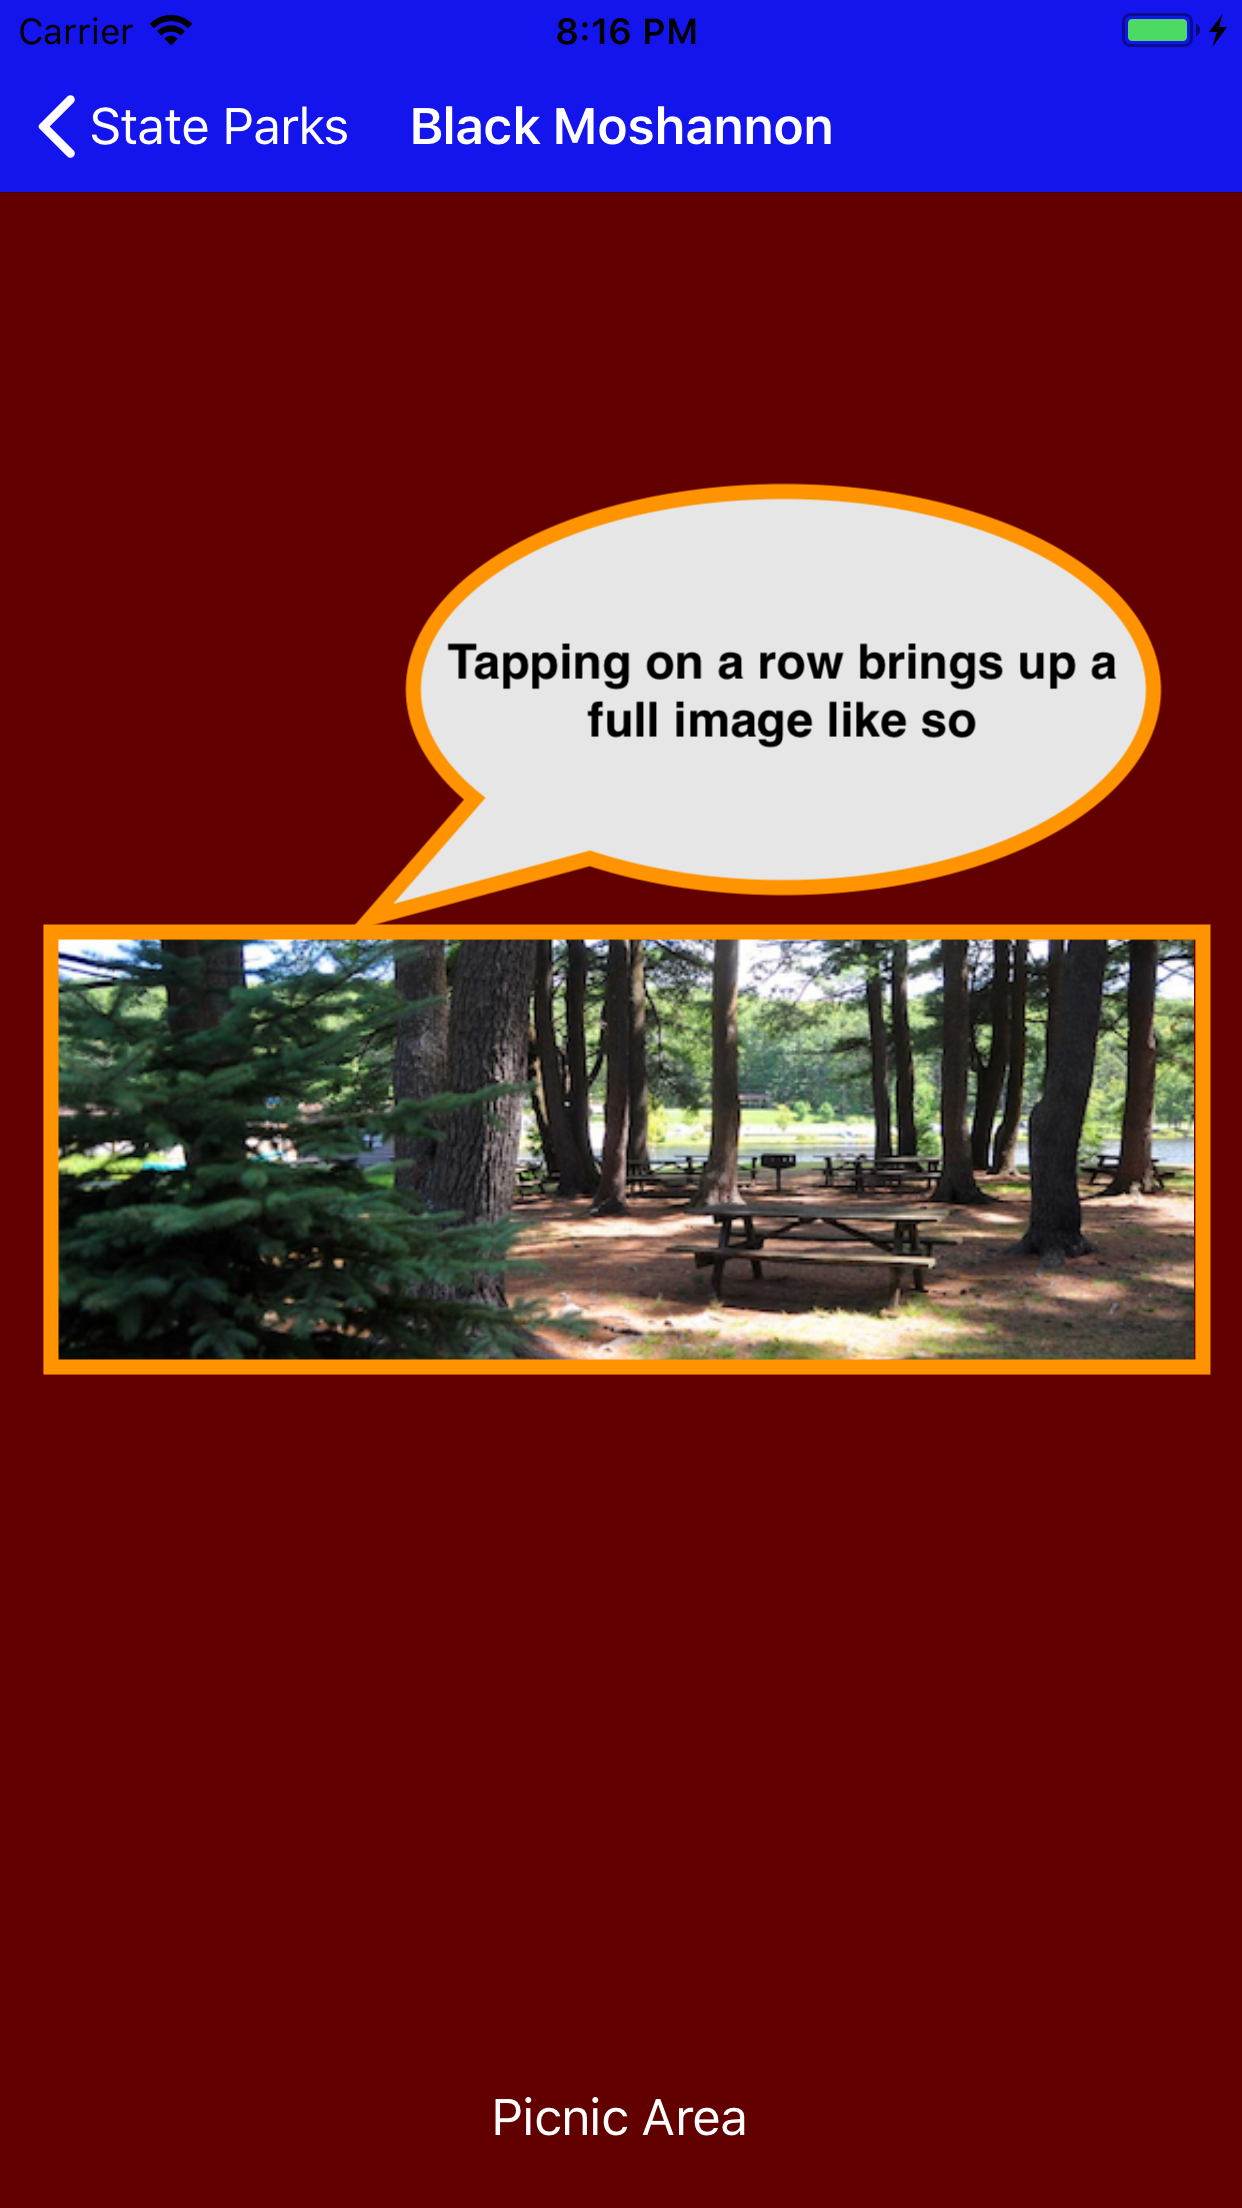 Carrier 8:16 PM
State Parks Black Moshannon
Tapping on a row brings up a
full image like so
Picnic Area